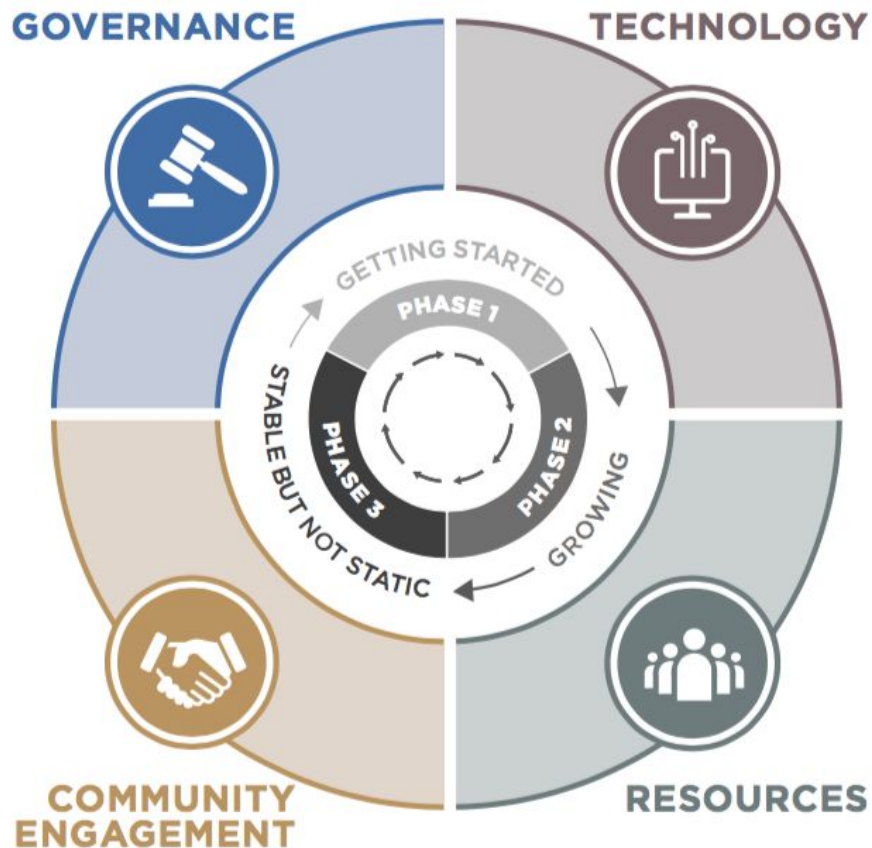 GOVERNANCE
TECHNOLOGY
GETTING STARTED
PHASE 1
PHASE 2
GROWING
PHASE 3
STABLE BUT NOT STATIC
COMMUNITY
ENGAGEMENT
RESOURCES